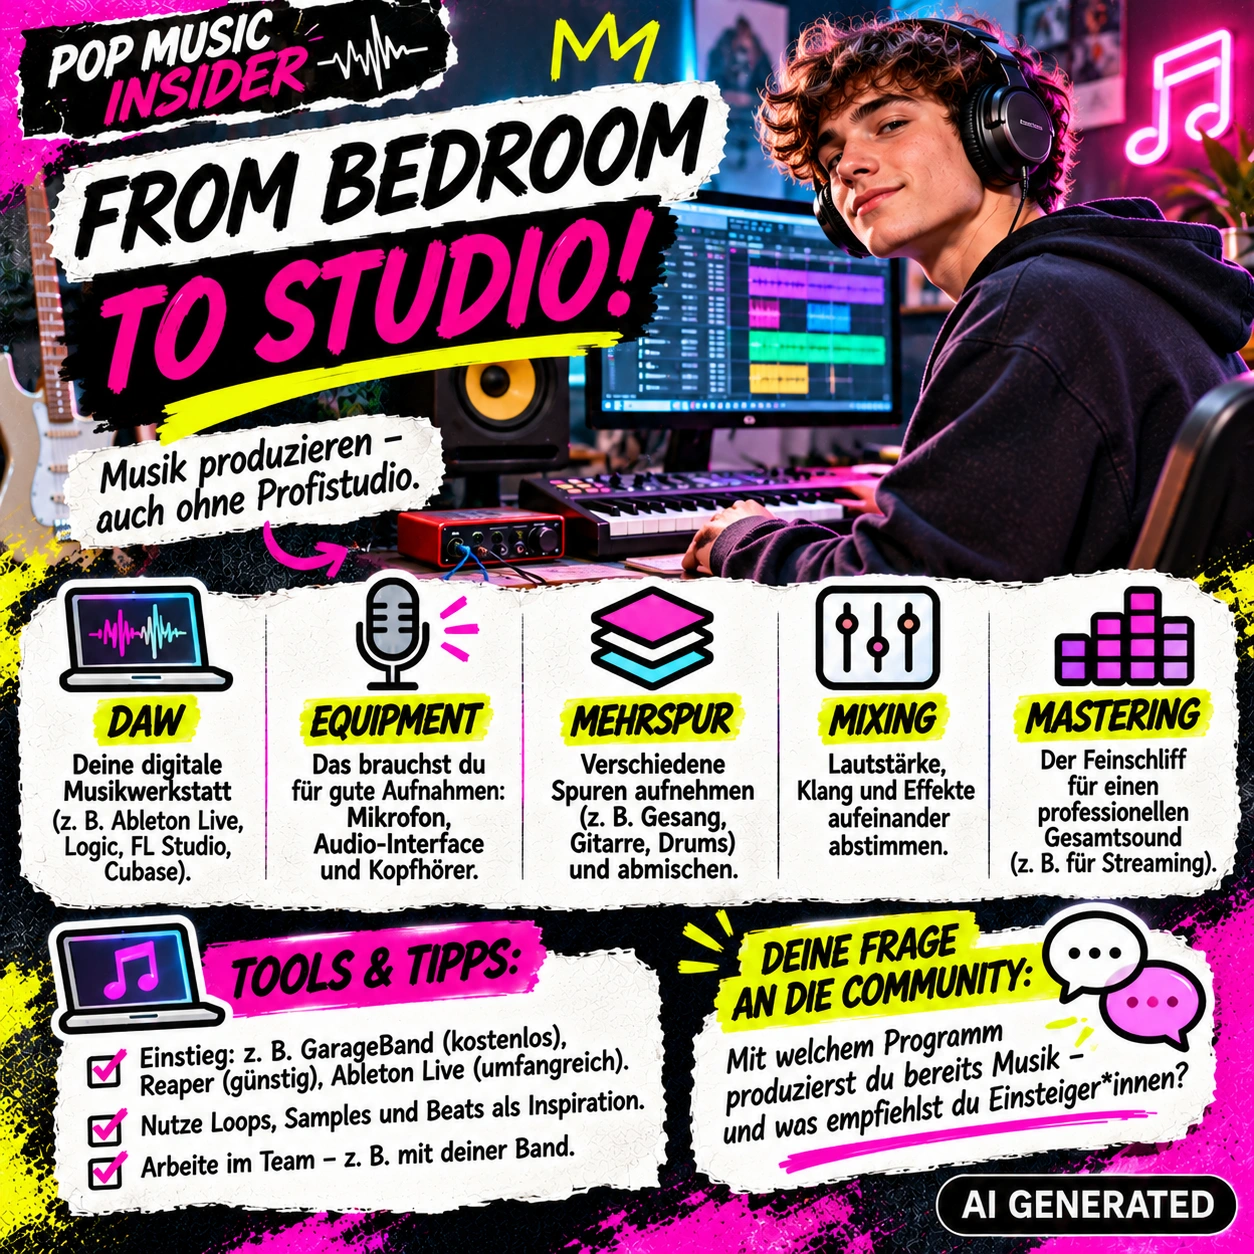 POP MUSIC
INSIDER
FROM BEDROOM
TO STUDIO!
Musik produzieren –
auch ohne Profistudio.
DAW
Deine digitale
Musikwerkstatt
(z. B. Ableton Live,
Logic, FL Studio,
Cubase).
EQUIPMENT
Das brauchst du
für gute Aufnahmen:
Mikrofon,
Audio-Interface
und Kopfhörer.
MEHRSPUR
Verschiedene
Spuren aufnehmen
(z. B. Gesang,
Gitarre, Drums)
und abmischen.
MIXING
Lautstärke,
Klang und Effekte
aufeinander
abstimmen.
MASTERING
Der Feinschliff
für einen
professionellen
Gesamtsound
(z. B. für Streaming).
TOOLS & TIPPS:
Einstieg: z. B. GarageBand (kostenlos),
Reaper (günstig), Ableton Live (umfangreich).
Nutze Loops, Samples und Beats als Inspiration.
Arbeite im Team – z. B. mit deiner Band.
DEINE FRAGE
AN DIE COMMUNITY:
Mit welchem Programm
produzierst du bereits Musik –
und was empfiehlst du Einsteiger*innen?
AI GENERATED